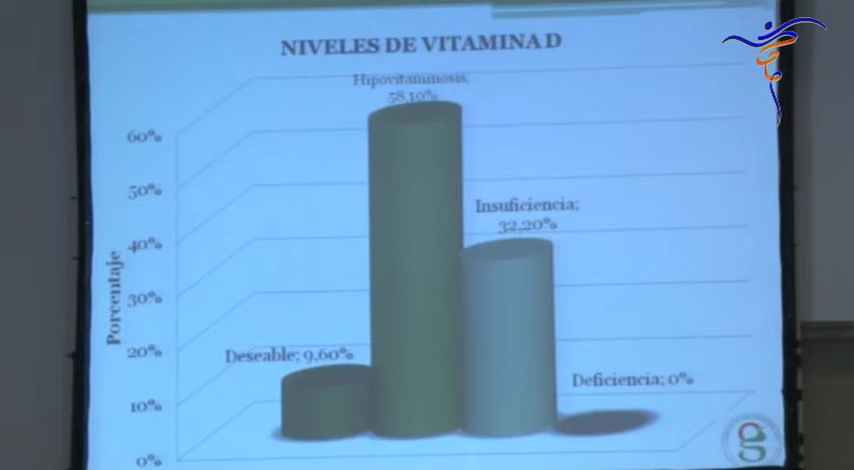 NIVELES DE VITAMINA D
Hipovitaminosis;
58,10%
60%
50%
Insuficiencia;
32,20%
40%
30%
Porcentaje
20%
Deseable; 9,60%
Deficiencia; 0%
10%
0%